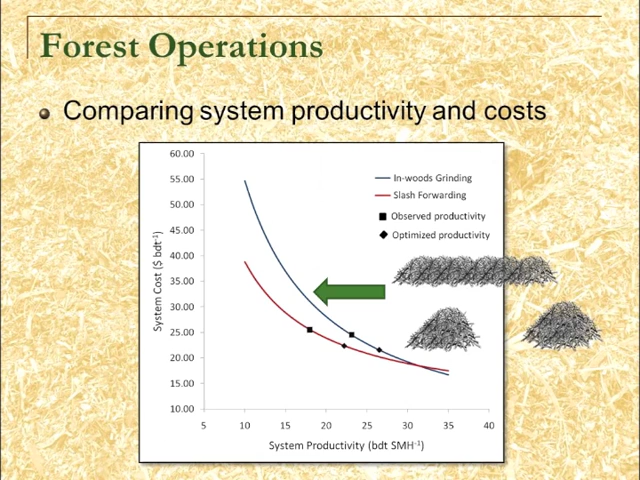 Forest Operations
Comparing system productivity and costs
60.00
55.00
50.00
45.00
40.00
35.00
30.00
25.00
20.00
15.00
10.00
System Cost ($ bdt⁻¹)
In-woods Grinding
Slash Forwarding
Observed productivity
Optimized productivity
5 10 15 20 25 30 35 40
System Productivity (bdt SMH⁻¹)